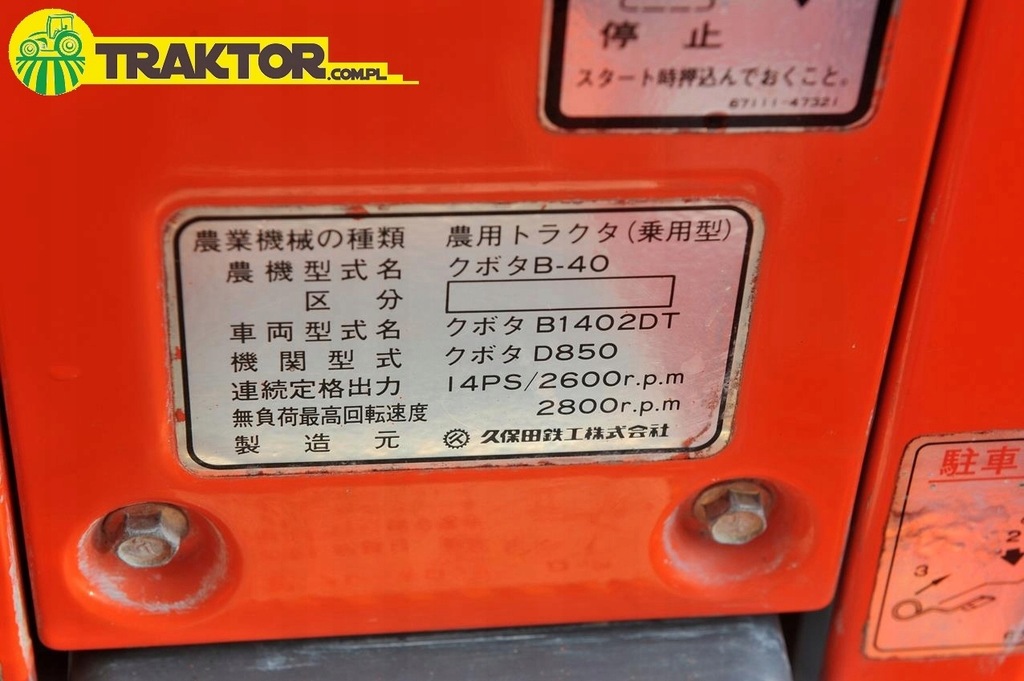 TRAKTOR.COM.PL
停止
スタート時押込んでおくこと。
67111-47321
農業機械の種類 農用トラクタ(乗用型)
農機型式名 クボタB-40
区分
車両型式名 クボタB1402DT
機関型式 クボタD850
連続定格出力 14PS/2600r.p.m
無負荷最高回転速度 2800r.p.m
製造元 久保田鉄工株式会社
駐車
2
3